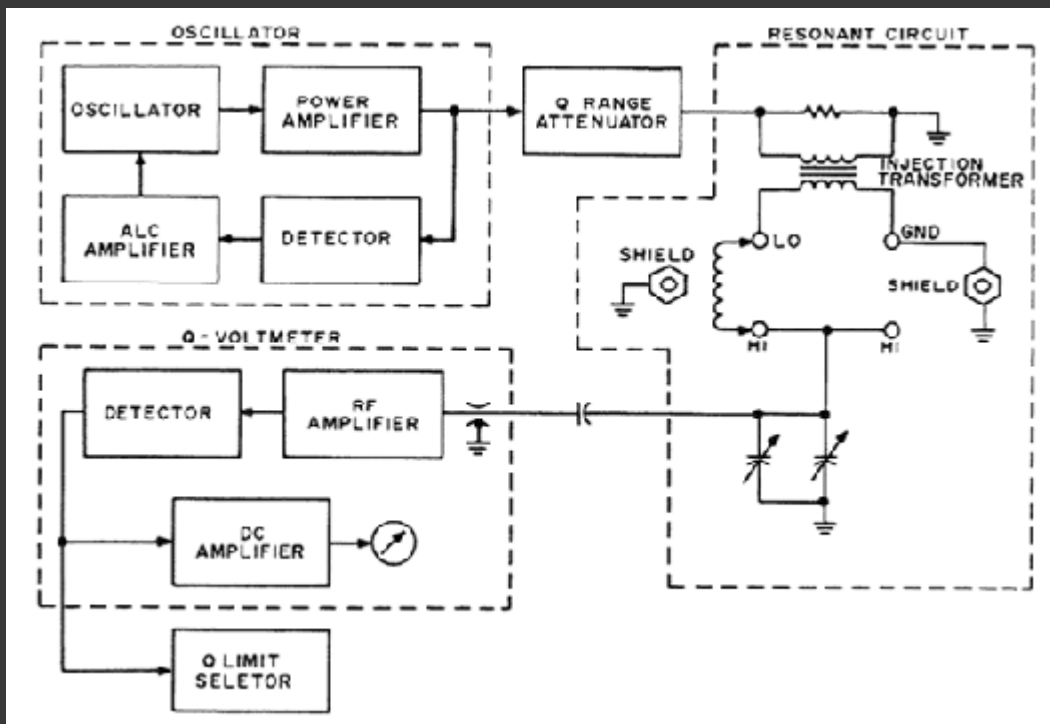 OSCILLATOR
RESONANT CIRCUIT
OSCILLATOR
POWER
AMPLIFIER
Q RANGE
ATTENUATOR
INJECTION
TRANSFORMER
ALC
AMPLIFIER
DETECTOR
LO
GND
SHIELD
SHIELD
HI
HI
Q-VOLTMETER
DETECTOR
RF
AMPLIFIER
DC
AMPLIFIER
Q LIMIT
SELETOR